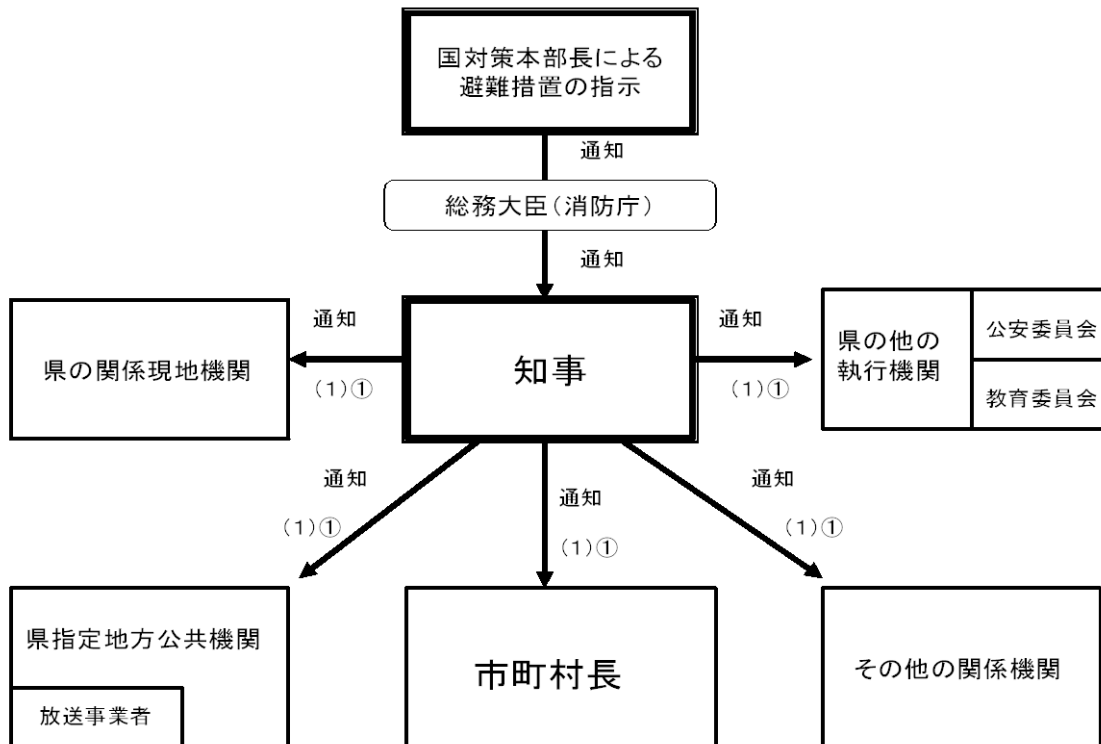 国対策本部長による
避難措置の指示
通知
総務大臣（消防庁）
通知
県の関係現地機関
通知
(1)①
知事
通知
(1)①
県の他の
執行機関
公安委員会
教育委員会
通知
(1)①
通知
(1)①
通知
(1)①
県指定地方公共機関
放送事業者
市町村長
その他の関係機関